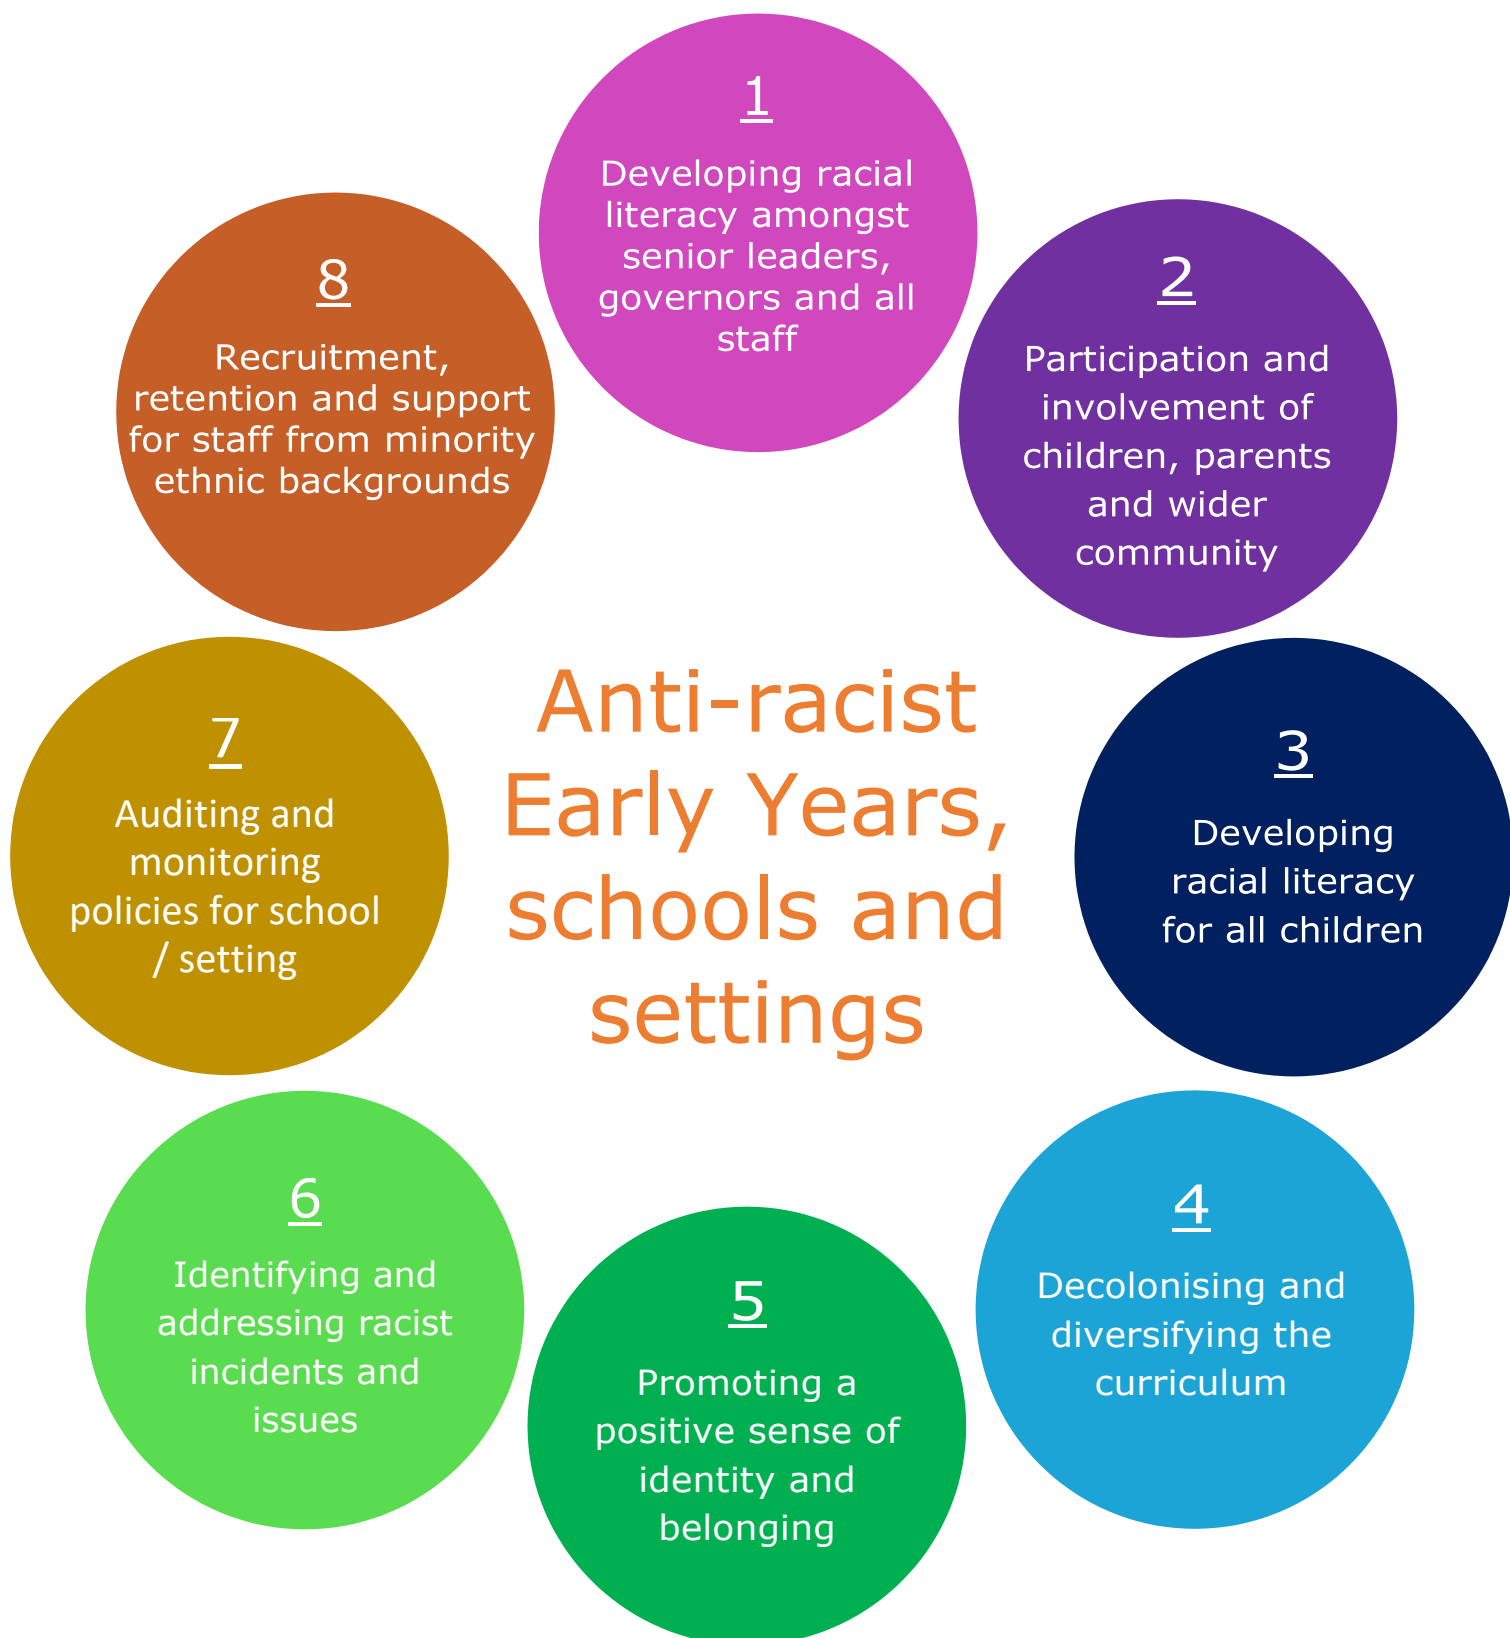 1
Developing racial
literacy amongst
senior leaders,
governors and all
staff
2
Participation and
involvement of
children, parents
and wider
community
3
Developing
racial literacy
for all children
4
Decolonising and
diversifying the
curriculum
5
Promoting a
positive sense of
identity and
belonging
6
Identifying and
addressing racist
incidents and
issues
7
Auditing and
monitoring
policies for school
/ setting
8
Recruitment,
retention and support
for staff from minority
ethnic backgrounds
Anti-racist
Early Years,
schools and
settings